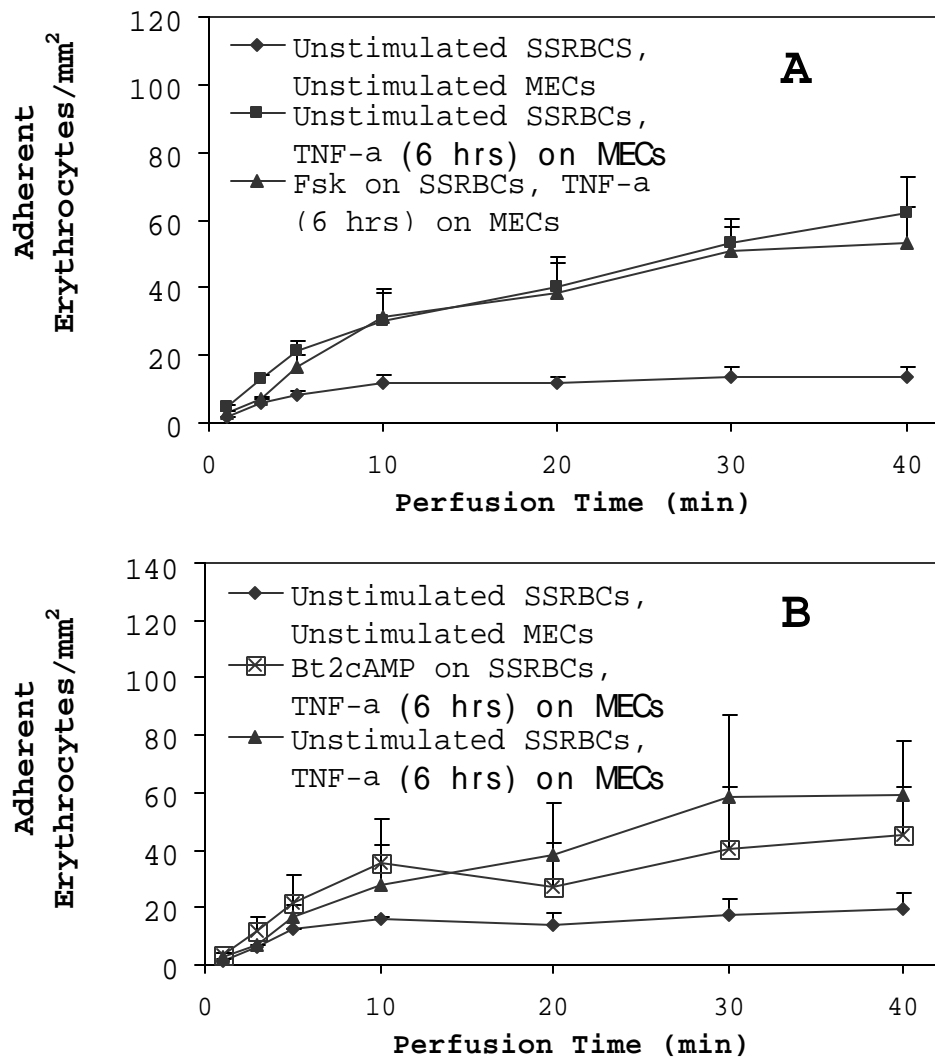 120
100
80
60
40
20
0
Adherent
Erythrocytes/mm²
Unstimulated SSRBCS,
Unstimulated MECs
Unstimulated SSRBCs,
TNF-a (6 hrs) on MECs
Fsk on SSRBCs, TNF-a
(6 hrs) on MECs
A
0 10 20 30 40
Perfusion Time (min)
140
120
100
80
60
40
20
0
Adherent
Erythrocytes/mm²
Unstimulated SSRBCs,
Unstimulated MECs
Bt2cAMP on SSRBCs,
TNF-a (6 hrs) on MECs
Unstimulated SSRBCs,
TNF-a (6 hrs) on MECs
B
0 10 20 30 40
Perfusion Time (min)